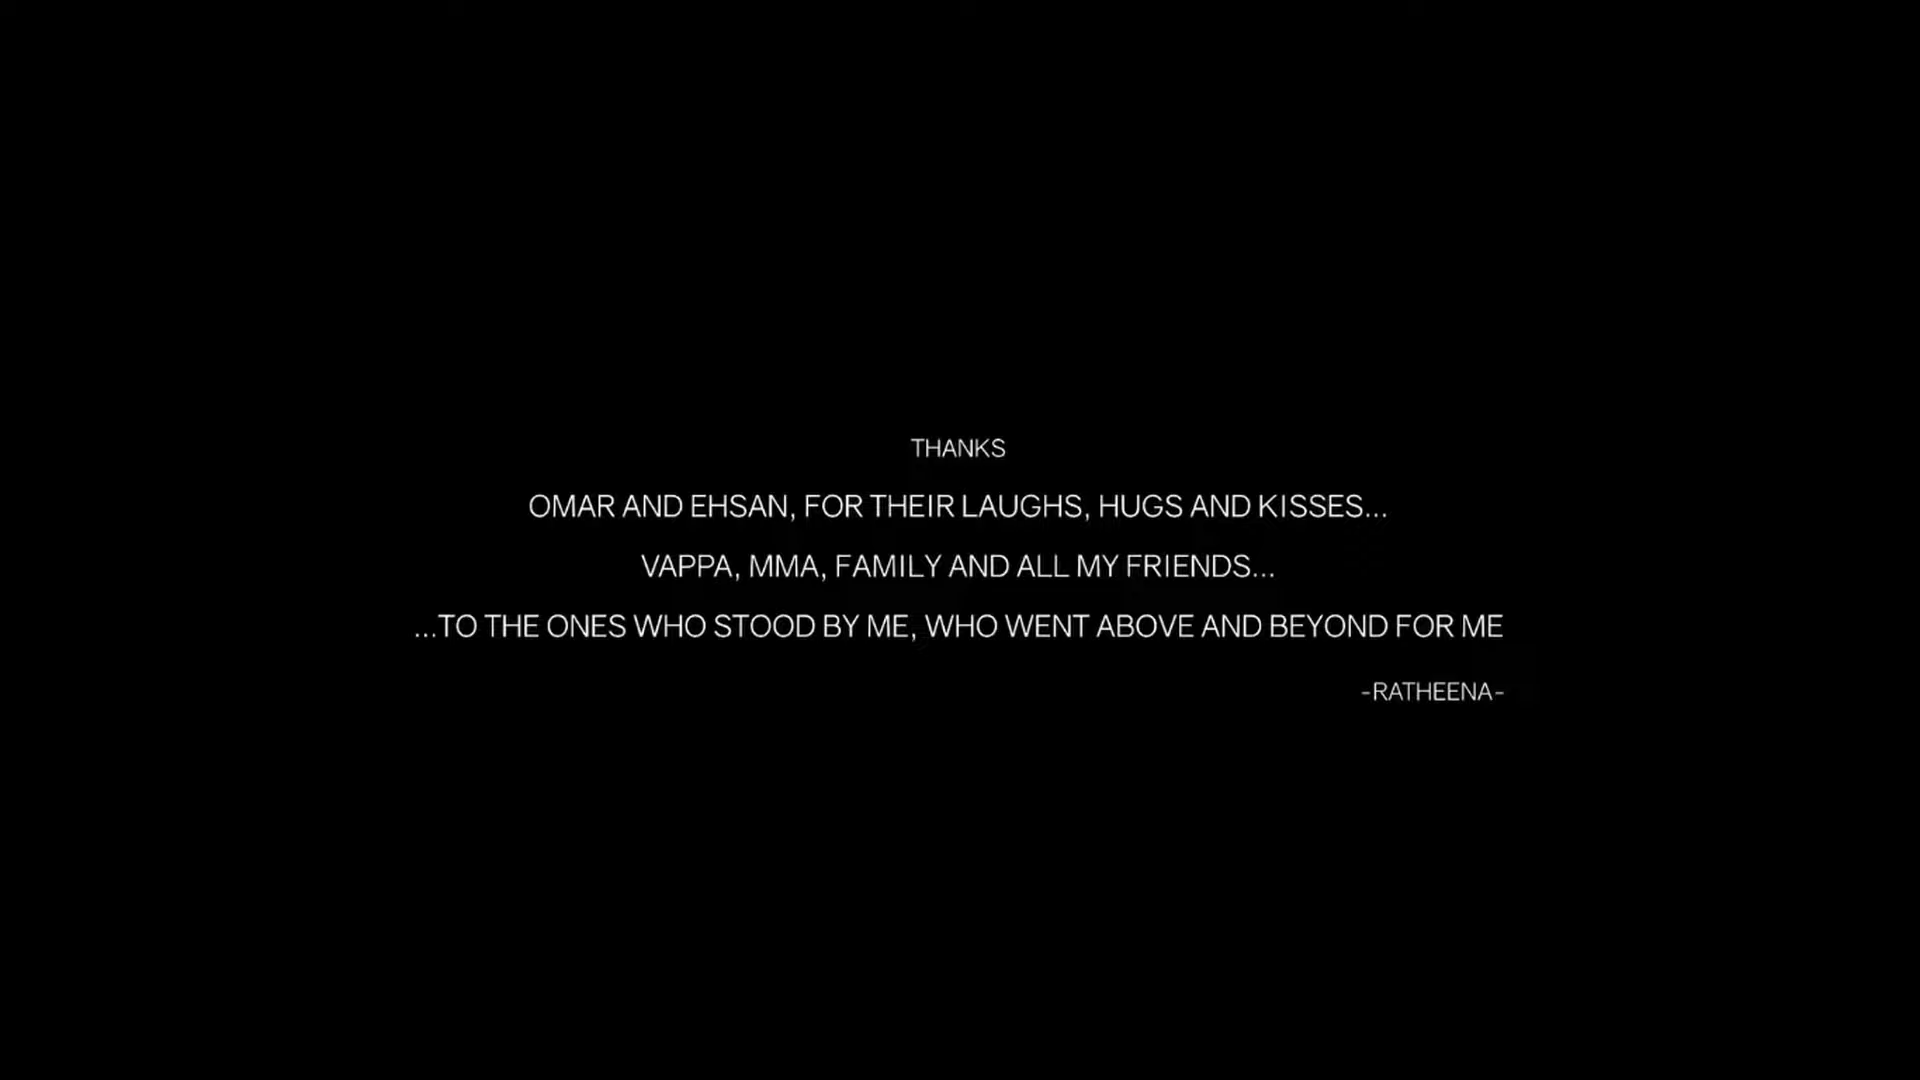 THANKS
OMAR AND EHSAN, FOR THEIR LAUGHS, HUGS AND KISSES...
VAPPA, MMA, FAMILY AND ALL MY FRIENDS...
...TO THE ONES WHO STOOD BY ME, WHO WENT ABOVE AND BEYOND FOR ME
-RATHEENA-